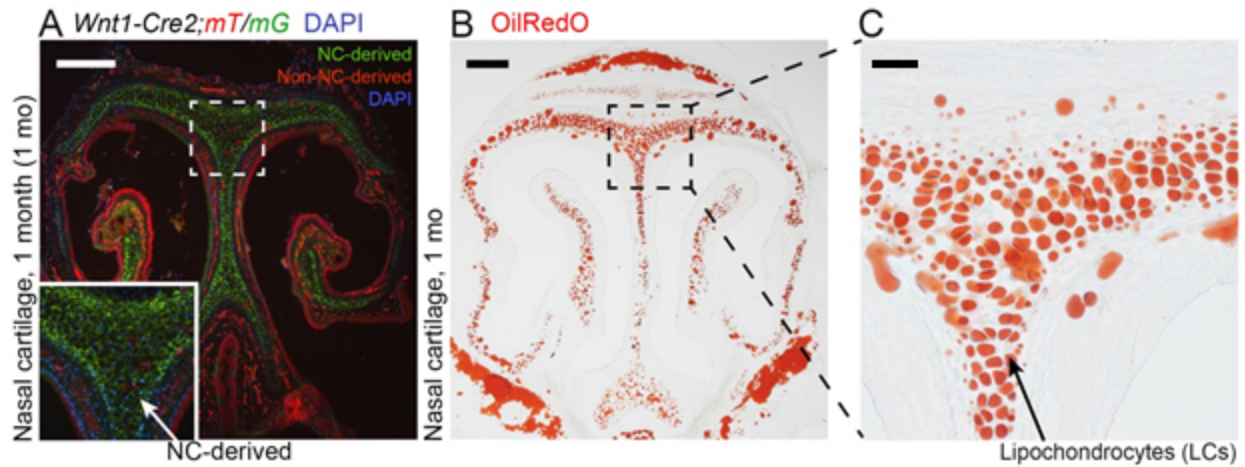 A Wnt1-Cre2;mT/mG DAPI
NC-derived
Non-NC-derived
DAPI
Nasal cartilage, 1 month (1 mo)
NC-derived
B OilRedO
Nasal cartilage, 1 mo
C
Lipochondrocytes (LCs)